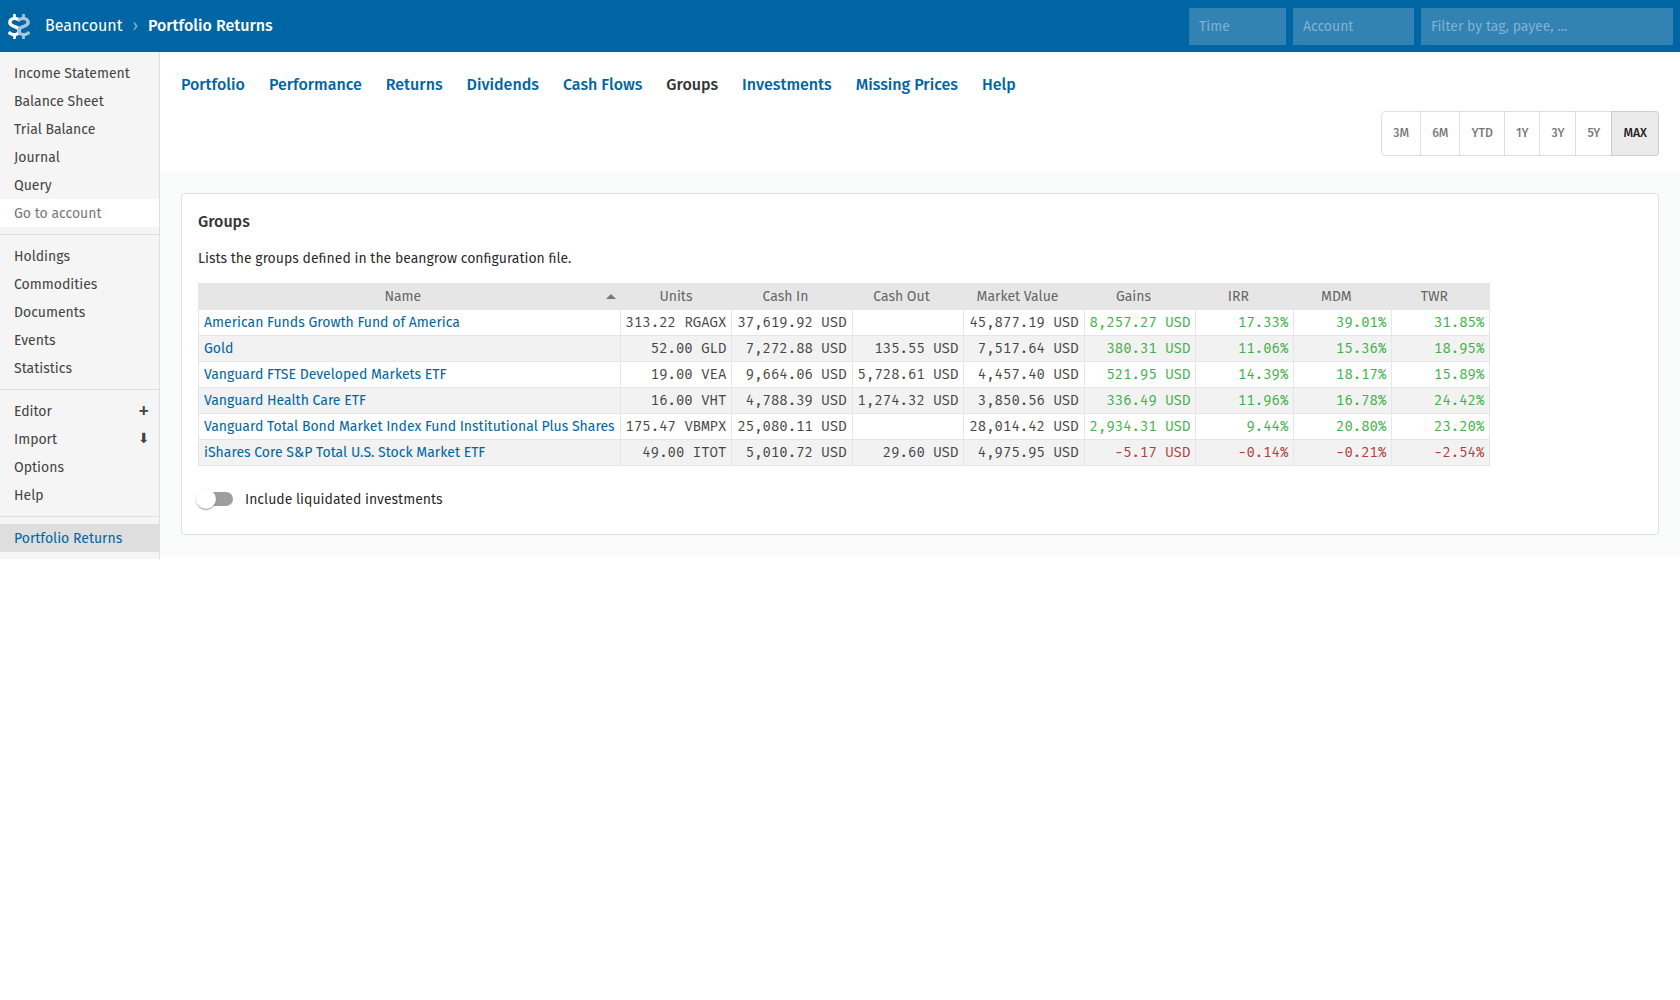 Beancount › Portfolio Returns
Time
Account
Filter by tag, payee, ...
Income Statement
Balance Sheet
Trial Balance
Journal
Query
Go to account
Holdings
Commodities
Documents
Events
Statistics
Editor +
Import
Options
Help
Portfolio Returns
Portfolio Performance Returns Dividends Cash Flows Groups Investments Missing Prices Help
3M 6M YTD 1Y 3Y 5Y MAX
Groups
Lists the groups defined in the beangrow configuration file.
Name Units Cash In Cash Out Market Value Gains IRR MDM TWR
American Funds Growth Fund of America 313.22 RGAGX 37,619.92 USD 45,877.19 USD 8,257.27 USD 17.33% 39.01% 31.85%
Gold 52.00 GLD 7,272.88 USD 135.55 USD 7,517.64 USD 380.31 USD 11.06% 15.36% 18.95%
Vanguard FTSE Developed Markets ETF 19.00 VEA 9,664.06 USD 5,728.61 USD 4,457.40 USD 521.95 USD 14.39% 18.17% 15.89%
Vanguard Health Care ETF 16.00 VHT 4,788.39 USD 1,274.32 USD 3,850.56 USD 336.49 USD 11.96% 16.78% 24.42%
Vanguard Total Bond Market Index Fund Institutional Plus Shares 175.47 VBMPX 25,080.11 USD 28,014.42 USD 2,934.31 USD 9.44% 20.80% 23.20%
iShares Core S&P Total U.S. Stock Market ETF 49.00 ITOT 5,010.72 USD 29.60 USD 4,975.95 USD -5.17 USD -0.14% -0.21% -2.54%
Include liquidated investments